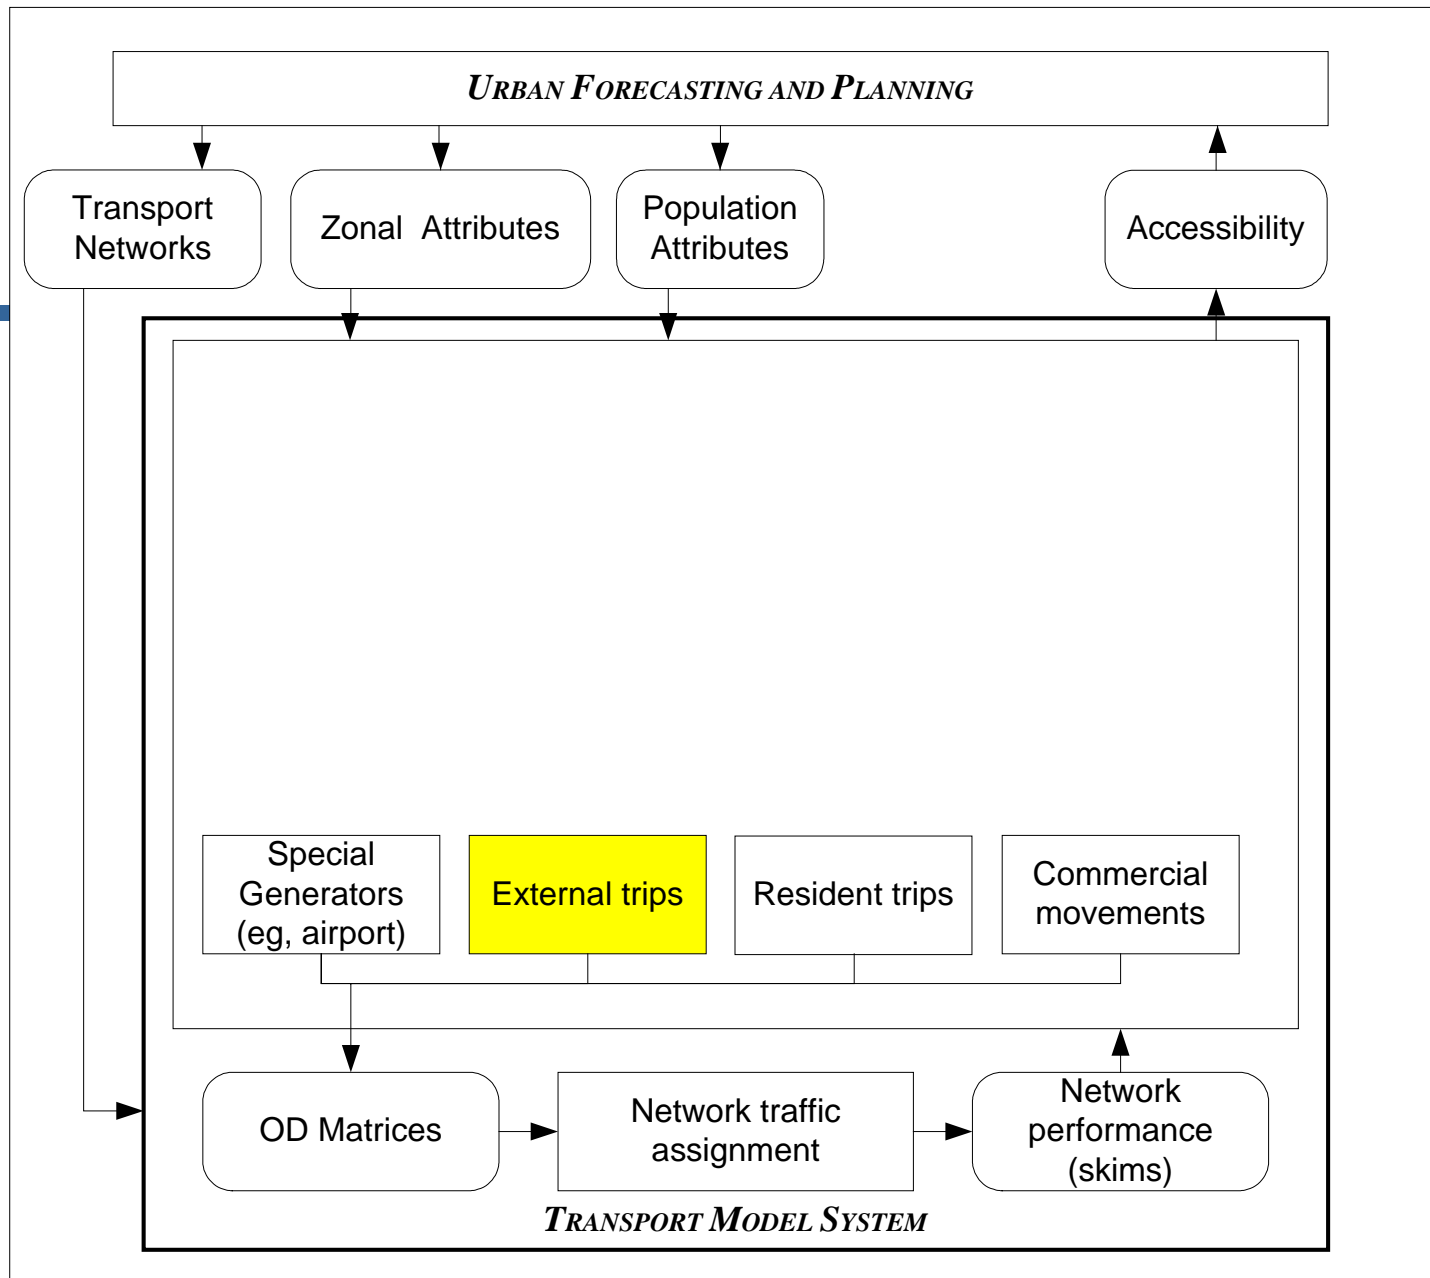 URBAN FORECASTING AND PLANNING
Transport
Networks
Zonal Attributes
Population
Attributes
Accessibility
Special
Generators
(eg, airport)
External trips
Resident trips
Commercial
movements
OD Matrices
Network traffic
assignment
Network
performance
(skims)
TRANSPORT MODEL SYSTEM